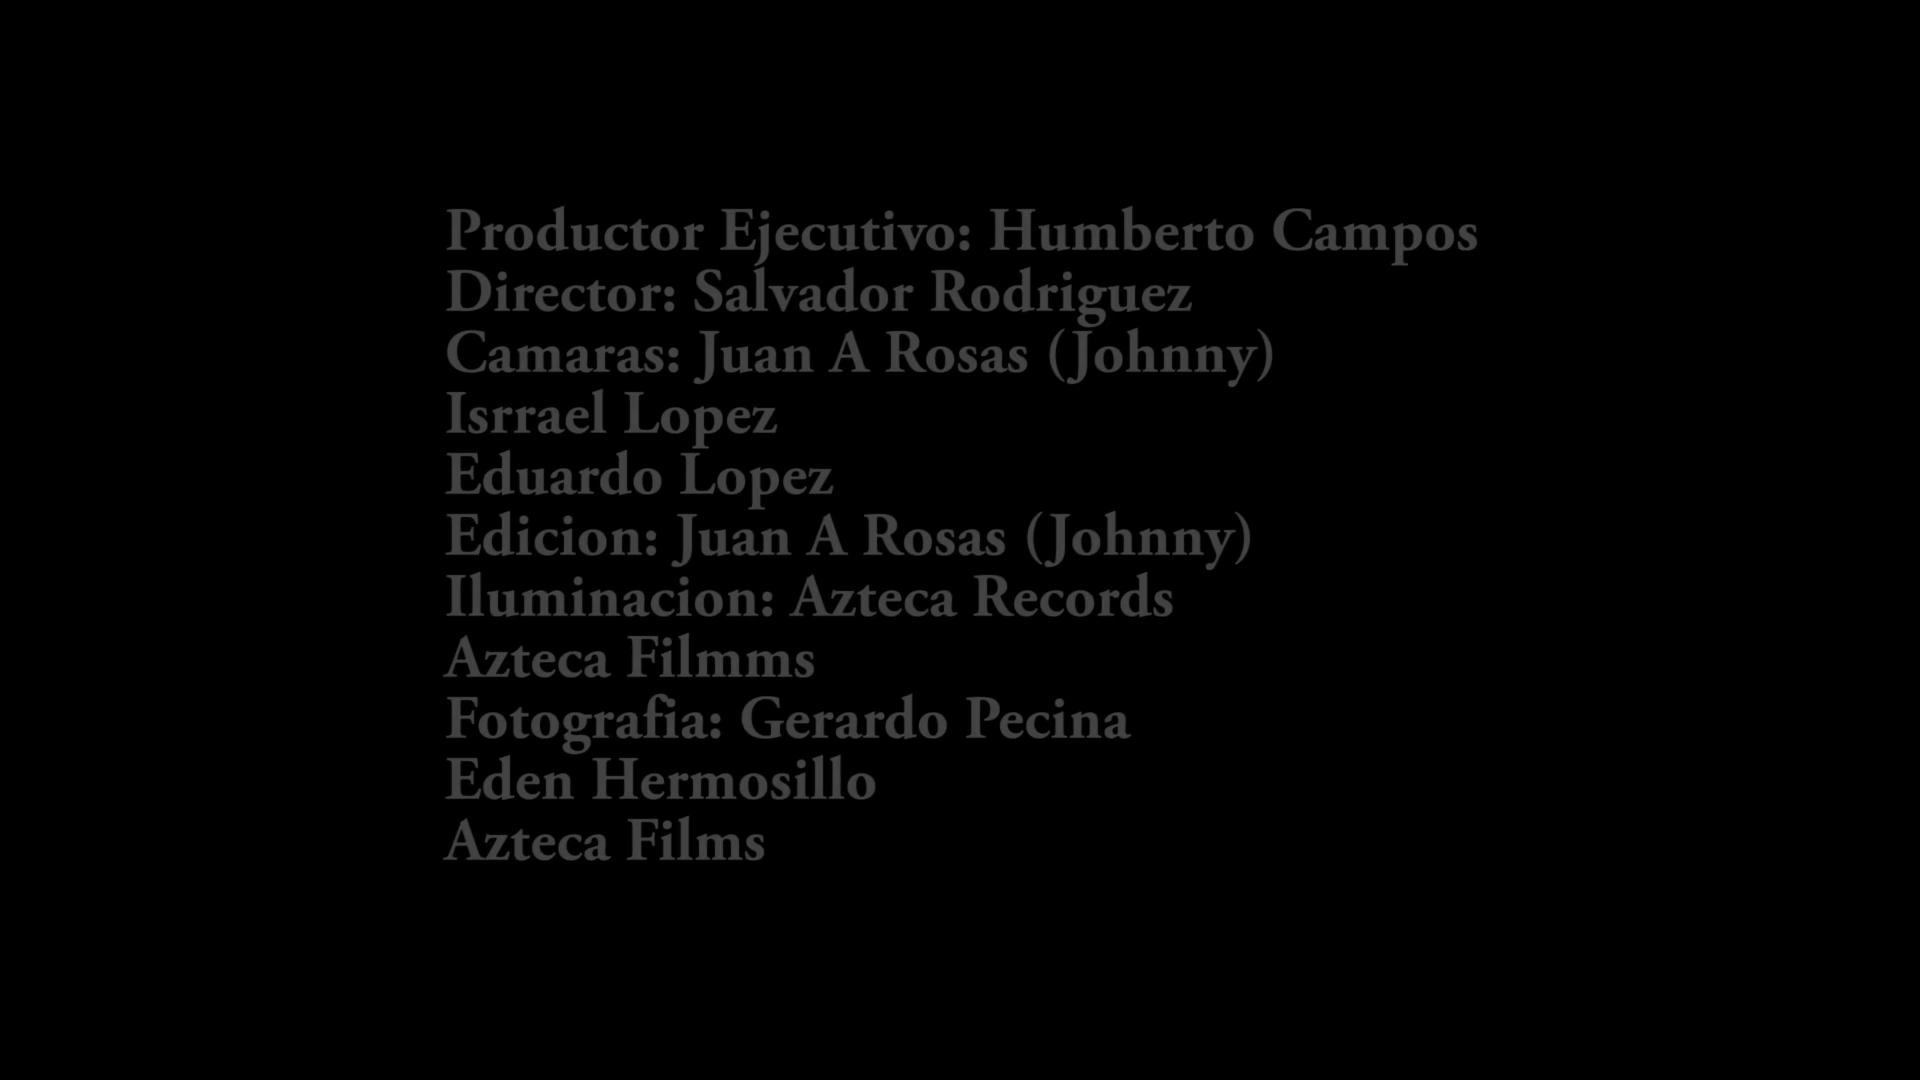 Productor Ejecutivo: Humberto Campos
Director: Salvador Rodriguez
Camaras: Juan A Rosas (Johnny)
Isrrael Lopez
Eduardo Lopez
Edicion: Juan A Rosas (Johnny)
Iluminacion: Azteca Records
Azteca Filmms
Fotografia: Gerardo Pecina
Eden Hermosillo
Azteca Films